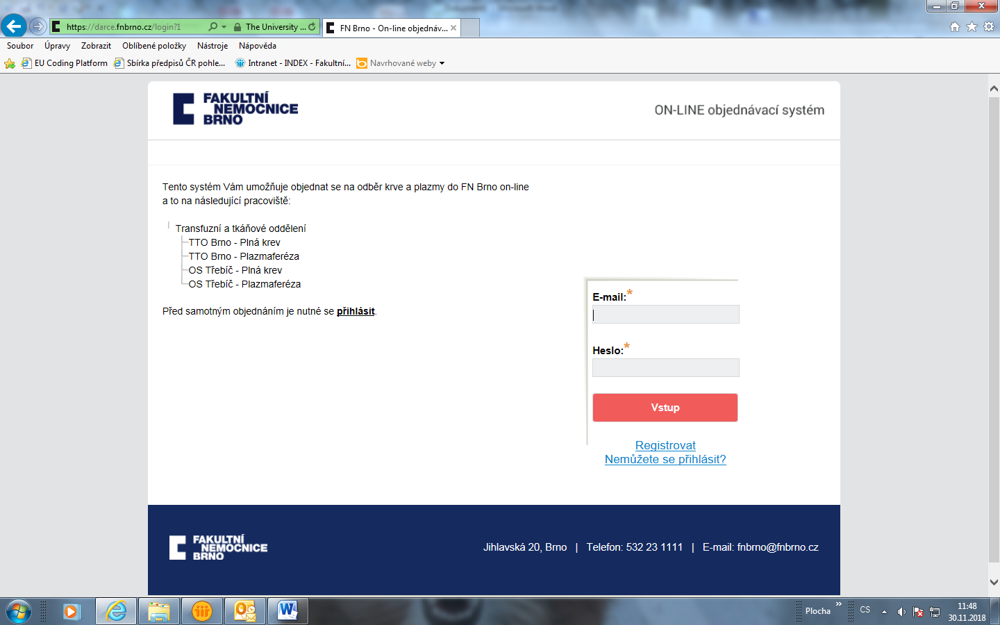 https://darce.fnbrno.cz/login?1
The University ...
FN Brno - On-line objednáv...
Soubor Úpravy Zobrazit Oblíbené položky Nástroje Nápověda
EU Coding Platform Sbírka předpisů ČR pohle... Intranet - INDEX - Fakultní... Navrhované weby
FAKULTNÍ
NEMOCNICE
BRNO
ON-LINE objednávací systém
Tento systém Vám umožňuje objednat se na odběr krve a plazmy do FN Brno on-line
a to na následující pracoviště:
Transfuzní a tkáňové oddělení
TTO Brno - Plná krev
TTO Brno - Plazmaferéza
OS Třebíč - Plná krev
OS Třebíč - Plazmaferéza
Před samotným objednáním je nutné se přihlásit.
E-mail:*
Heslo:*
Vstup
Registrovat
Nemůžete se přihlásit?
FAKULTNÍ
NEMOCNICE
BRNO
Jihlavská 20, Brno | Telefon: 532 23 1111 | E-mail: fnbrno@fnbrno.cz
Plocha
CS
11:48
30.11.2018